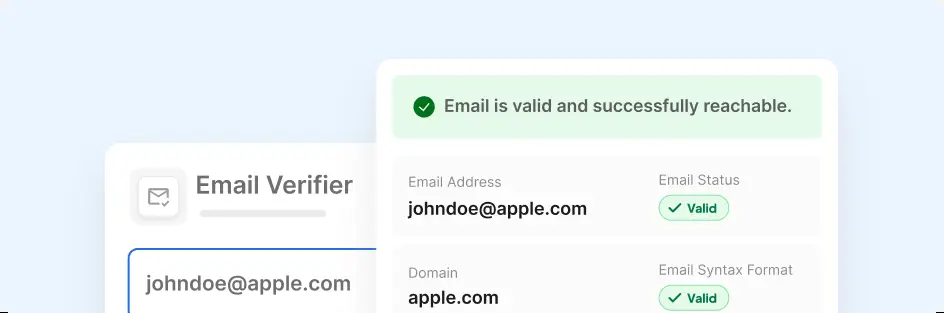 Email Verifier
johndoe@apple.com
Email is valid and successfully reachable.
Email Address
johndoe@apple.com
Email Status
Valid
Domain
apple.com
Email Syntax Format
Valid